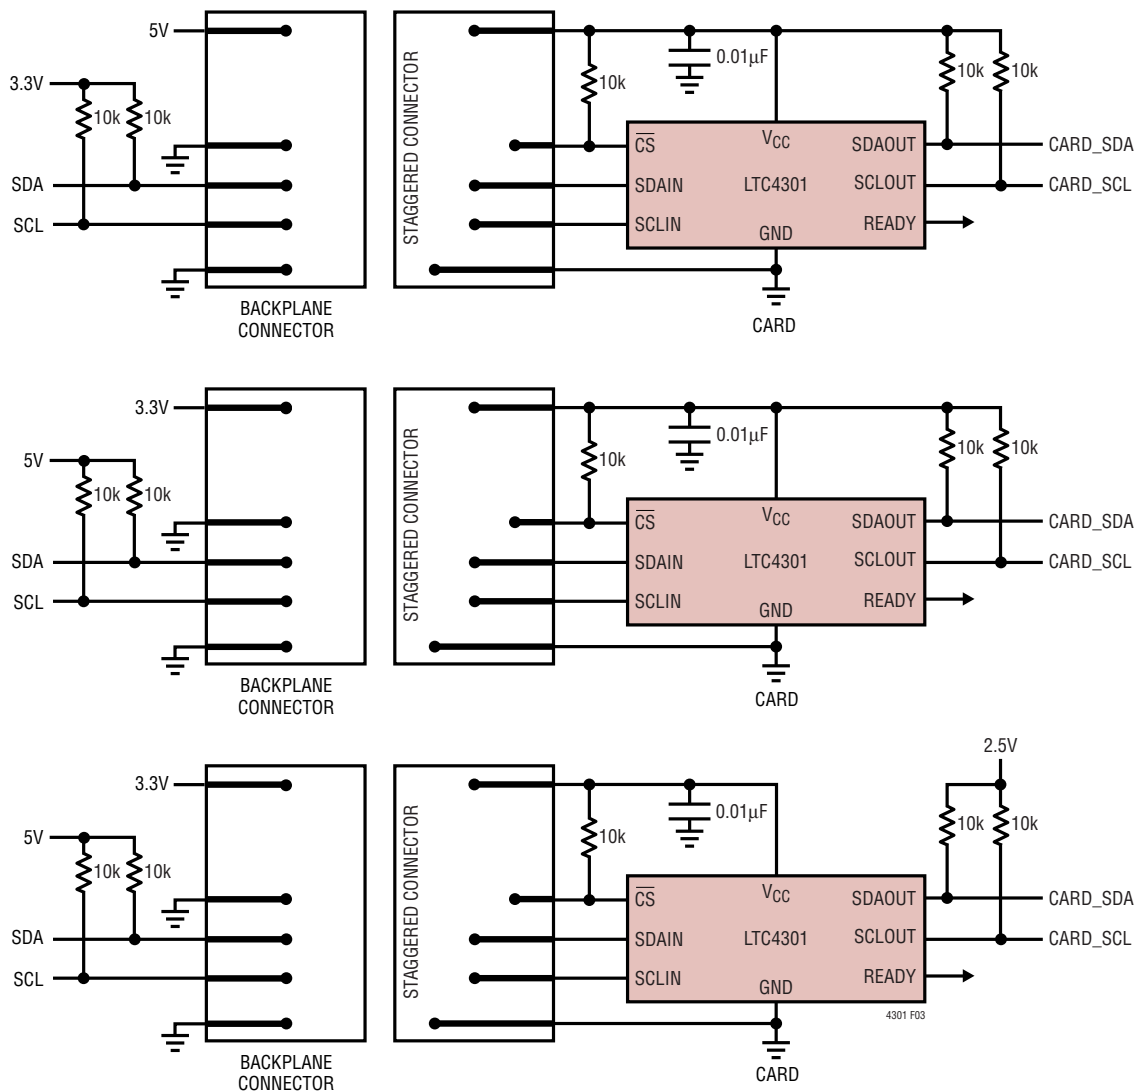 5V
3.3V
10k
10k
SDA
SCL
BACKPLANE
CONNECTOR
STAGGERED CONNECTOR
10k
0.01µF
10k
10k
CS
VCC
SDAOUT
SDAIN
LTC4301
SCLOUT
SCLIN
GND
READY
CARD_SDA
CARD_SCL
CARD
3.3V
5V
10k
10k
SDA
SCL
BACKPLANE
CONNECTOR
STAGGERED CONNECTOR
10k
0.01µF
10k
10k
CS
VCC
SDAOUT
SDAIN
LTC4301
SCLOUT
SCLIN
GND
READY
CARD_SDA
CARD_SCL
CARD
3.3V
5V
10k
10k
SDA
SCL
BACKPLANE
CONNECTOR
STAGGERED CONNECTOR
10k
0.01µF
2.5V
10k
10k
CS
VCC
SDAOUT
SDAIN
LTC4301
SCLOUT
SCLIN
GND
READY
CARD_SDA
CARD_SCL
4301 F03
CARD